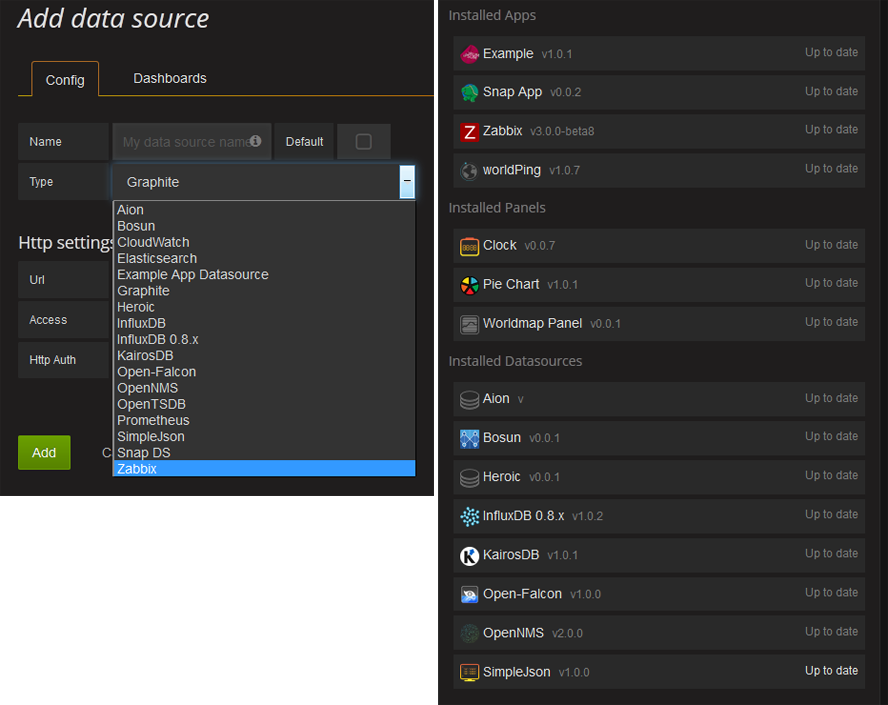 Add data source
Config Dashboards
Name My data source name Default
Type Graphite
Aion
Bosun
CloudWatch
Http settings
Elasticsearch
Example App Datasource
Url
Graphite
Heroic
Access
InfluxDB
InfluxDB 0.8.x
Http Auth
KairosDB
Open-Falcon
OpenNMS
OpenTSDB
Prometheus
SimpleJson
Add C
Snap DS
Zabbix
Installed Apps
Example v1.0.1 Up to date
Snap App v0.0.2 Up to date
Z Zabbix v3.0.0-beta8 Up to date
worldPing v1.0.7 Up to date
Installed Panels
Clock v0.0.7 Up to date
Pie Chart v1.0.1 Up to date
Worldmap Panel v0.0.1 Up to date
Installed Datasources
Aion v Up to date
Bosun v0.0.1 Up to date
Heroic v0.0.1 Up to date
InfluxDB 0.8.x v1.0.2 Up to date
K KairosDB v1.0.1 Up to date
Open-Falcon v1.0.0 Up to date
OpenNMS v2.0.0 Up to date
SimpleJson v1.0.0 Up to date